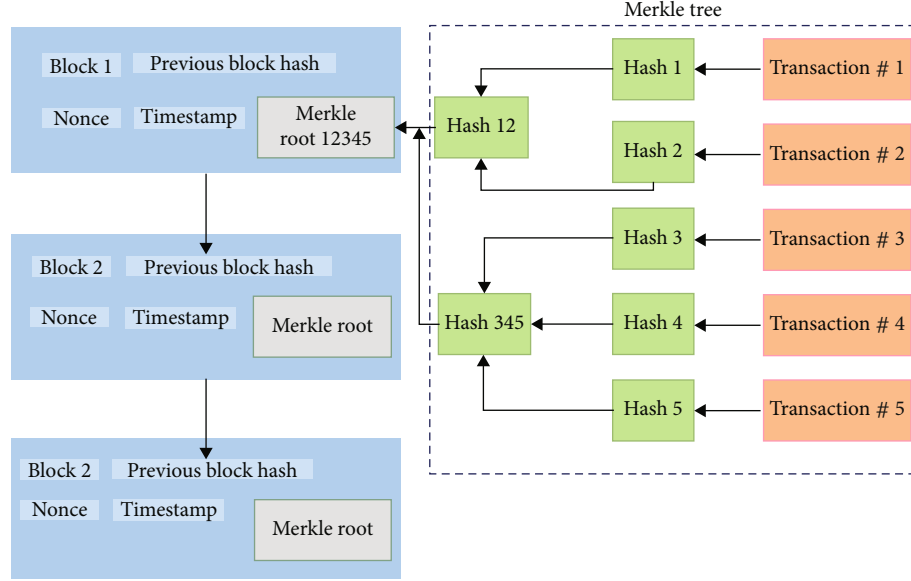 Merkle tree
Block 1
Previous block hash
Nonce
Timestamp
Merkle
root 12345
Block 2
Previous block hash
Nonce
Timestamp
Merkle root
Block 2
Previous block hash
Nonce
Timestamp
Merkle root
Hash 12
Hash 345
Hash 1
Transaction # 1
Hash 2
Transaction # 2
Hash 3
Transaction # 3
Hash 4
Transaction # 4
Hash 5
Transaction # 5